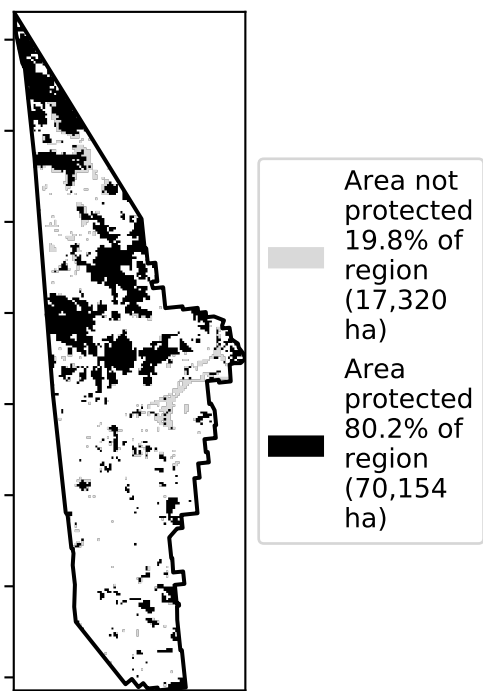 Area not
protected
19.8% of
region
(17,320
ha)
Area
protected
80.2% of
region
(70,154
ha)